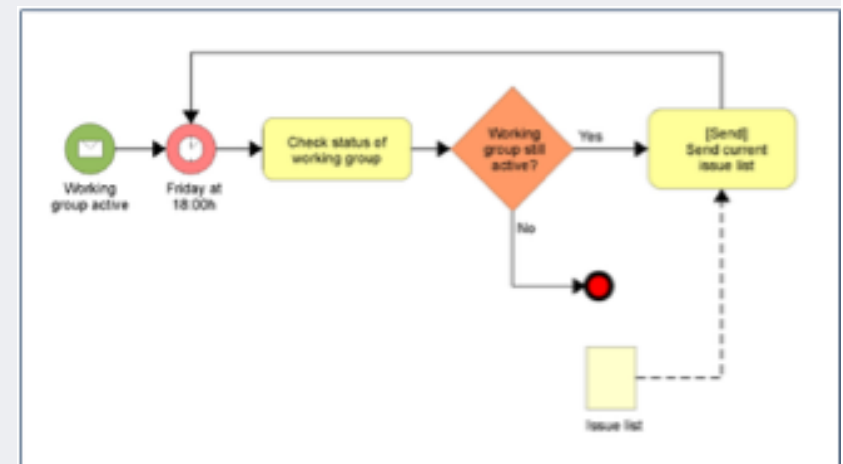 Working
group active
Friday at
18:00h
Check status of
working group
Working
group still
active?
Yes
[Send]
Send current
issue list
No
Issue list